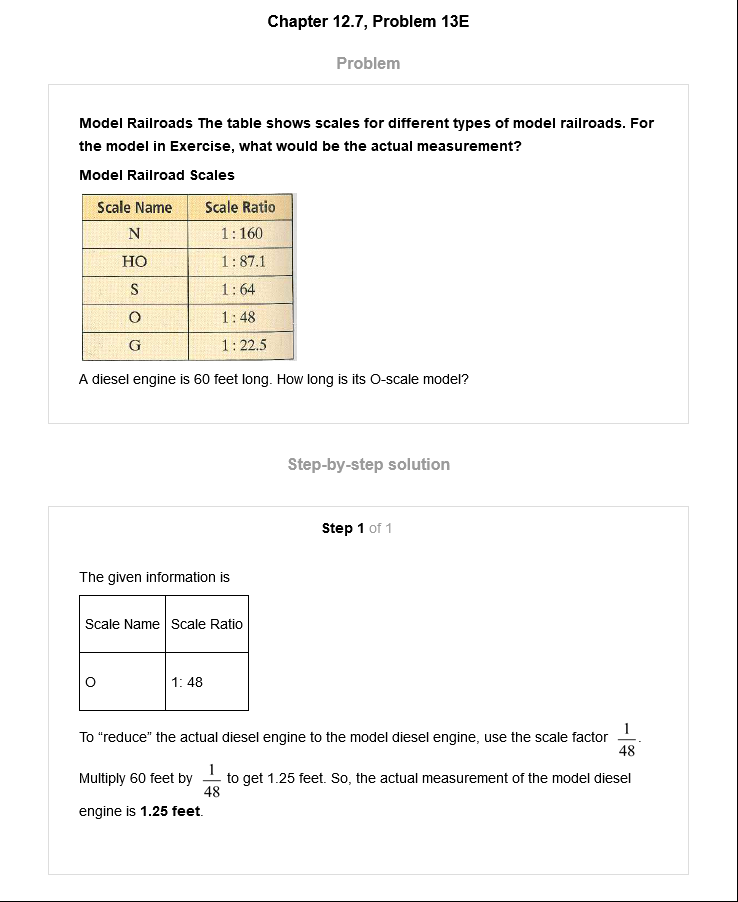 Chapter 12.7, Problem 13E
Problem
Model Railroads The table shows scales for different types of model railroads. For
the model in Exercise, what would be the actual measurement?
Model Railroad Scales
Scale Name Scale Ratio
N 1 : 160
HO 1 : 87.1
S 1 : 64
O 1 : 48
G 1 : 22.5
A diesel engine is 60 feet long. How long is its O-scale model?
Step-by-step solution
Step 1 of 1
The given information is
Scale Name Scale Ratio
O 1: 48
To “reduce” the actual diesel engine to the model diesel engine, use the scale factor 1/48.
Multiply 60 feet by 1/48 to get 1.25 feet. So, the actual measurement of the model diesel
engine is 1.25 feet.